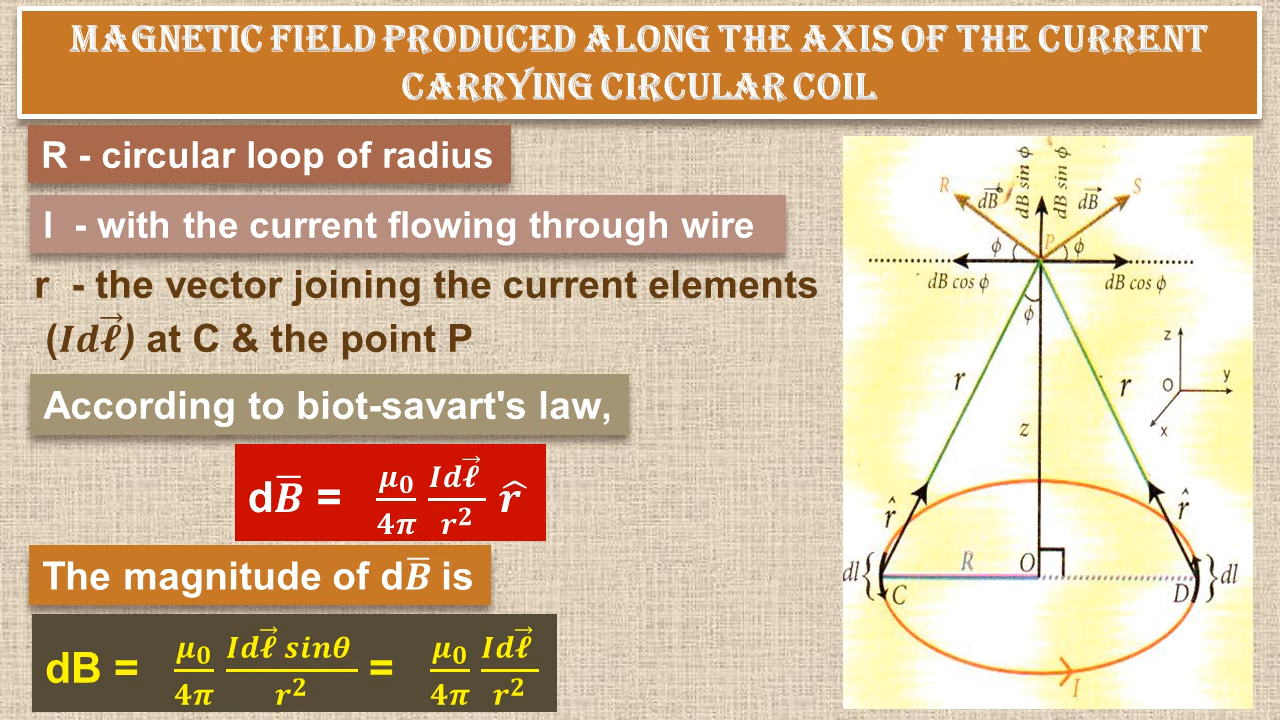 MAGNETIC FIELD PRODUCED ALONG THE AXIS OF THE CURRENT
CARRYING CIRCULAR COIL
R - circular loop of radius
I - with the current flowing through wire
r - the vector joining the current elements
(Idℓ⃗) at C & the point P
According to biot-savart's law,
dB̅ = μ₀/4π Idℓ⃗/r² r̂
The magnitude of dB̅ is
dB = μ₀/4π Idℓ⃗ sinθ/r² = μ₀/4π Idℓ⃗/r²
R
dB⃗
dB sin ϕ
dB sin ϕ
dB⃗
S
ϕ
P
ϕ
dB cos ϕ
dB cos ϕ
ϕ
r
z
r
z
O
y
x
r̂
r̂
dl{
R
O
}dl
C
D
I